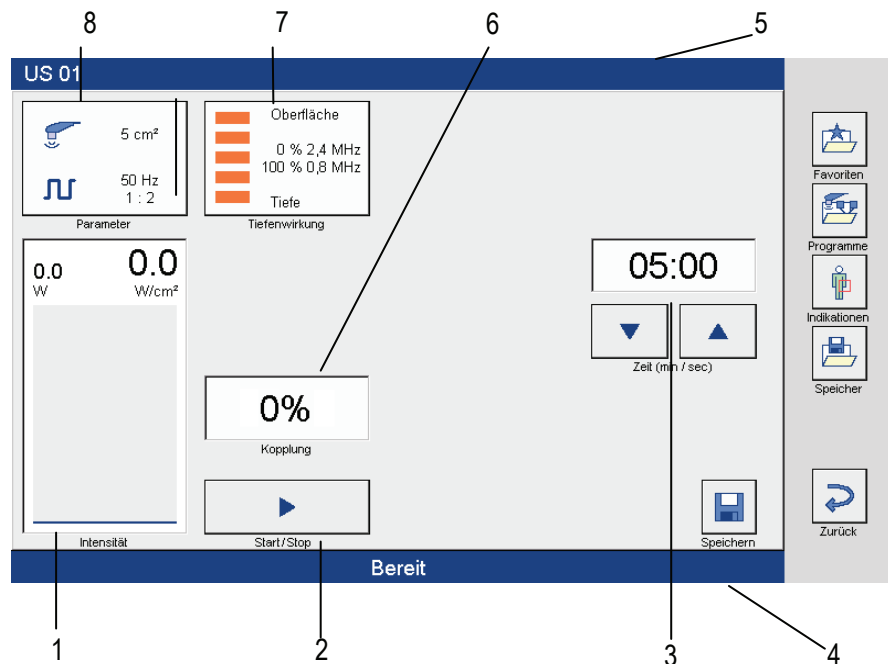 8
7
6
5
US 01
5 cm²
50 Hz
1 : 2
Parameter
Oberfläche
0 % 2,4 MHz
100 % 0,8 MHz
Tiefe
Tiefenwirkung
0.0
W
0.0
W/cm²
Intensität
0%
Kopplung
Start/Stop
05:00
Zeit (min / sec)
Speichern
Favoriten
Programme
Indikationen
Speicher
Zurück
Bereit
1
2
3
4